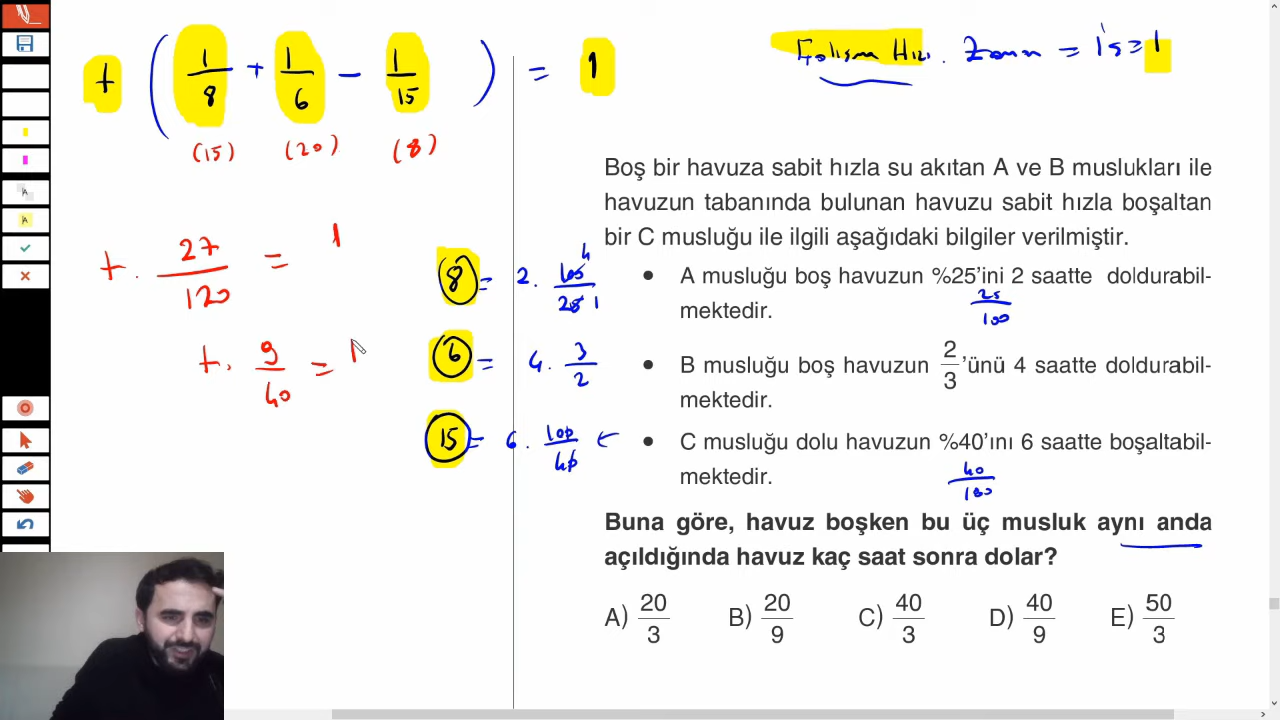 t ( 1/8 + 1/6 − 1/15 ) = 1
(15) (20) (8)
t . 27/120 = 1
t . 9/40 = 1
Çalışma Hızı . Zaman = iş = 1
Boş bir havuza sabit hızla su akıtan A ve B muslukları ile
havuzun tabanında bulunan havuzu sabit hızla boşaltan
bir C musluğu ile ilgili aşağıdaki bilgiler verilmiştir.
8 = 2 . 100/25 4 1
• A musluğu boş havuzun %25'ini 2 saatte doldurabil-
mektedir.
25/100
6 = 4 . 3/2
• B musluğu boş havuzun 2/3'ünü 4 saatte doldurabil-
mektedir.
15 = 6 . 100/40 ←
• C musluğu dolu havuzun %40'ını 6 saatte boşaltabil-
mektedir.
40/100
Buna göre, havuz boşken bu üç musluk aynı anda
açıldığında havuz kaç saat sonra dolar?
A) 20/3 B) 20/9 C) 40/3 D) 40/9 E) 50/3